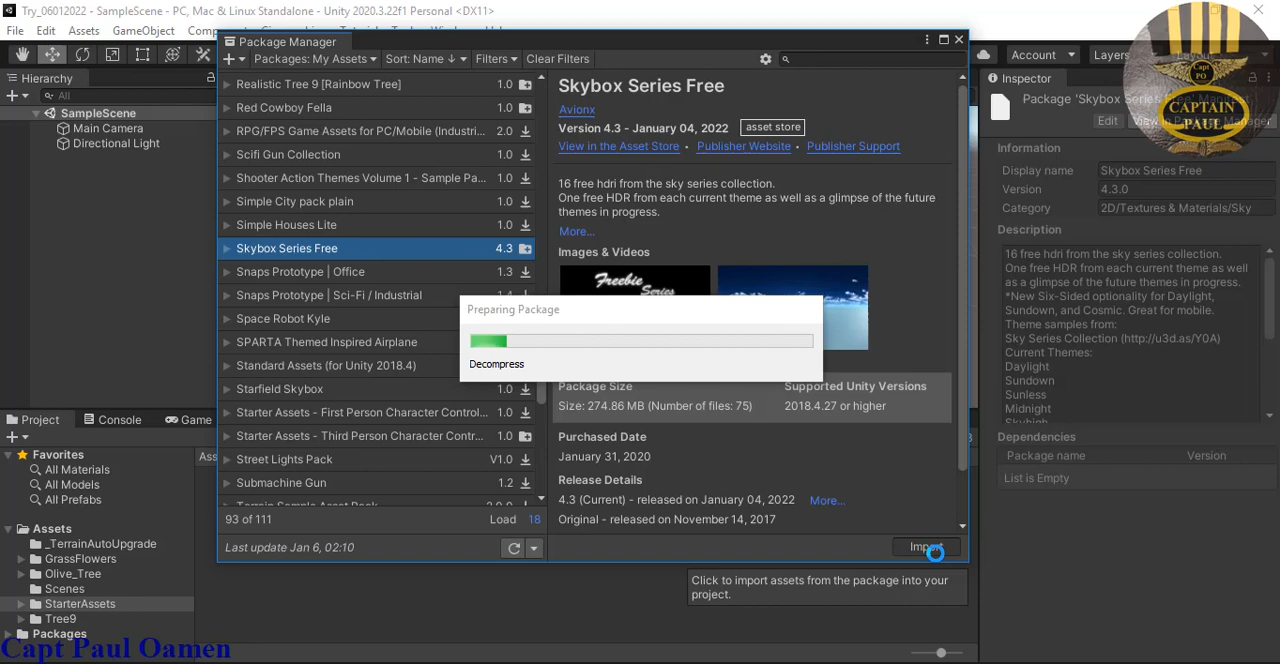 Try_06012022 - SampleScene - PC, Mac & Linux Standalone - Unity 2020.3.22f1 Personal <DX11>
File Edit Assets GameObject
Account Layers
Hierarchy
All
SampleScene
Main Camera
Directional Light
Package Manager
Packages: My Assets Sort: Name ↓ Filters Clear Filters
Realistic Tree 9 [Rainbow Tree] 1.0
Red Cowboy Fella 1.0
RPG/FPS Game Assets for PC/Mobile (Industri... 2.0
Scifi Gun Collection 1.0
Shooter Action Themes Volume 1 - Sample Pa... 1.0
Simple City pack plain 1.0
Simple Houses Lite 1.0
Skybox Series Free 4.3
Snaps Prototype | Office 1.3
Snaps Prototype | Sci-Fi / Industrial
Space Robot Kyle
SPARTA Themed Inspired Airplane
Standard Assets (for Unity 2018.4)
Starfield Skybox 1.0
Starter Assets - First Person Character Control... 1.0
Starter Assets - Third Person Character Contr... 1.0
Street Lights Pack V1.0
Submachine Gun 1.2
93 of 111 Load 18
Last update Jan 6, 02:10
Skybox Series Free
Avionx
Version 4.3 - January 04, 2022 asset store
View in the Asset Store • Publisher Website • Publisher Support
16 free hdri from the sky series collection.
One free HDR from each current theme as well as a glimpse of the future
themes in progress.
More...
Images & Videos
Freebie
Series
Preparing Package
Decompress
Package Size Supported Unity Versions
Size: 274.86 MB (Number of files: 75) 2018.4.27 or higher
Purchased Date
January 31, 2020
Release Details
4.3 (Current) - released on January 04, 2022 More...
Original - released on November 14, 2017
Import
Click to import assets from the package into your
project.
Inspector
Package 'Skybox Series Free' Manifest
Edit View in Package Manager
Information
Display name Skybox Series Free
Version 4.3.0
Category 2D/Textures & Materials/Sky
Description
16 free hdri from the sky series collection.
One free HDR from each current theme as well
as a glimpse of the future themes in progress.
*New Six-Sided optionality for Daylight,
Sundown, and Cosmic. Great for mobile.
Theme samples from:
Sky Series Collection (http://u3d.as/Y0A)
Current Themes:
Daylight
Sundown
Sunless
Midnight
Skyhigh
Dependencies
Package name Version
List is Empty
Capt
PO
CAPTAIN
PAUL
Project Console Game
Favorites
All Materials
All Models
All Prefabs
Assets
_TerrainAutoUpgrade
GrassFlowers
Olive_Tree
Scenes
StarterAssets
Tree9
Packages
Capt Paul Oamen